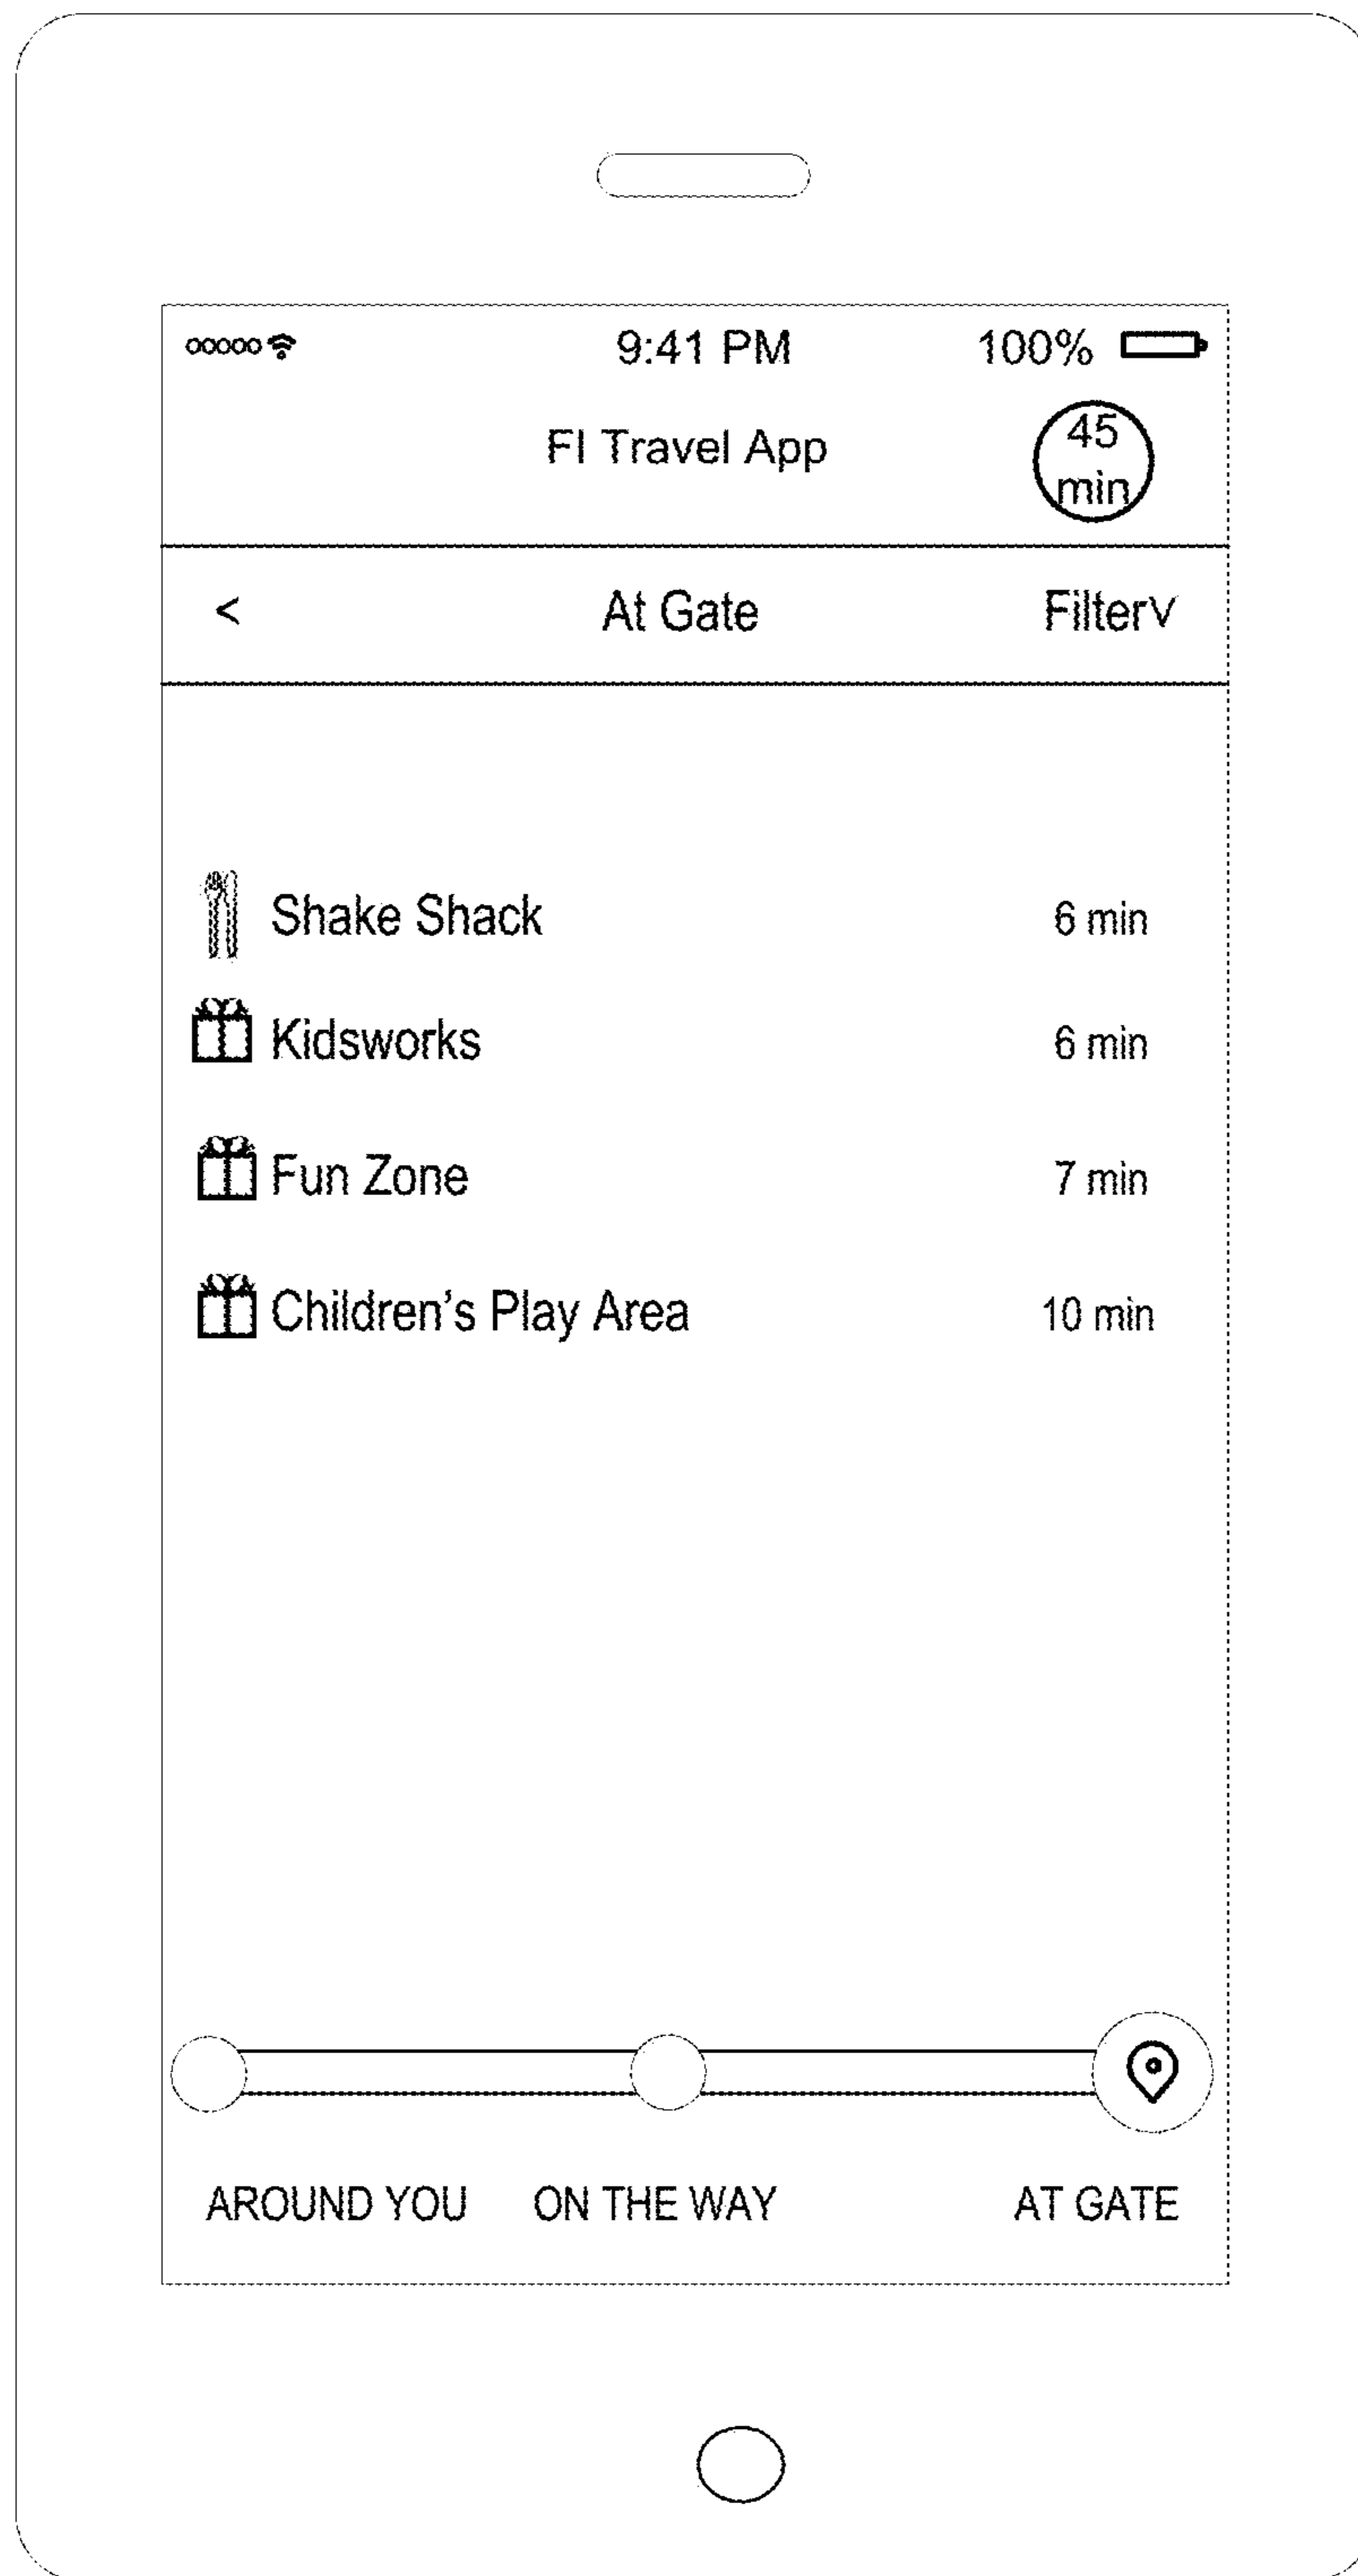 9:41 PM 100%
FI Travel App
45
min
< At Gate Filter˅
Shake Shack 6 min
Kidsworks 6 min
Fun Zone 7 min
Children's Play Area 10 min
AROUND YOU ON THE WAY AT GATE